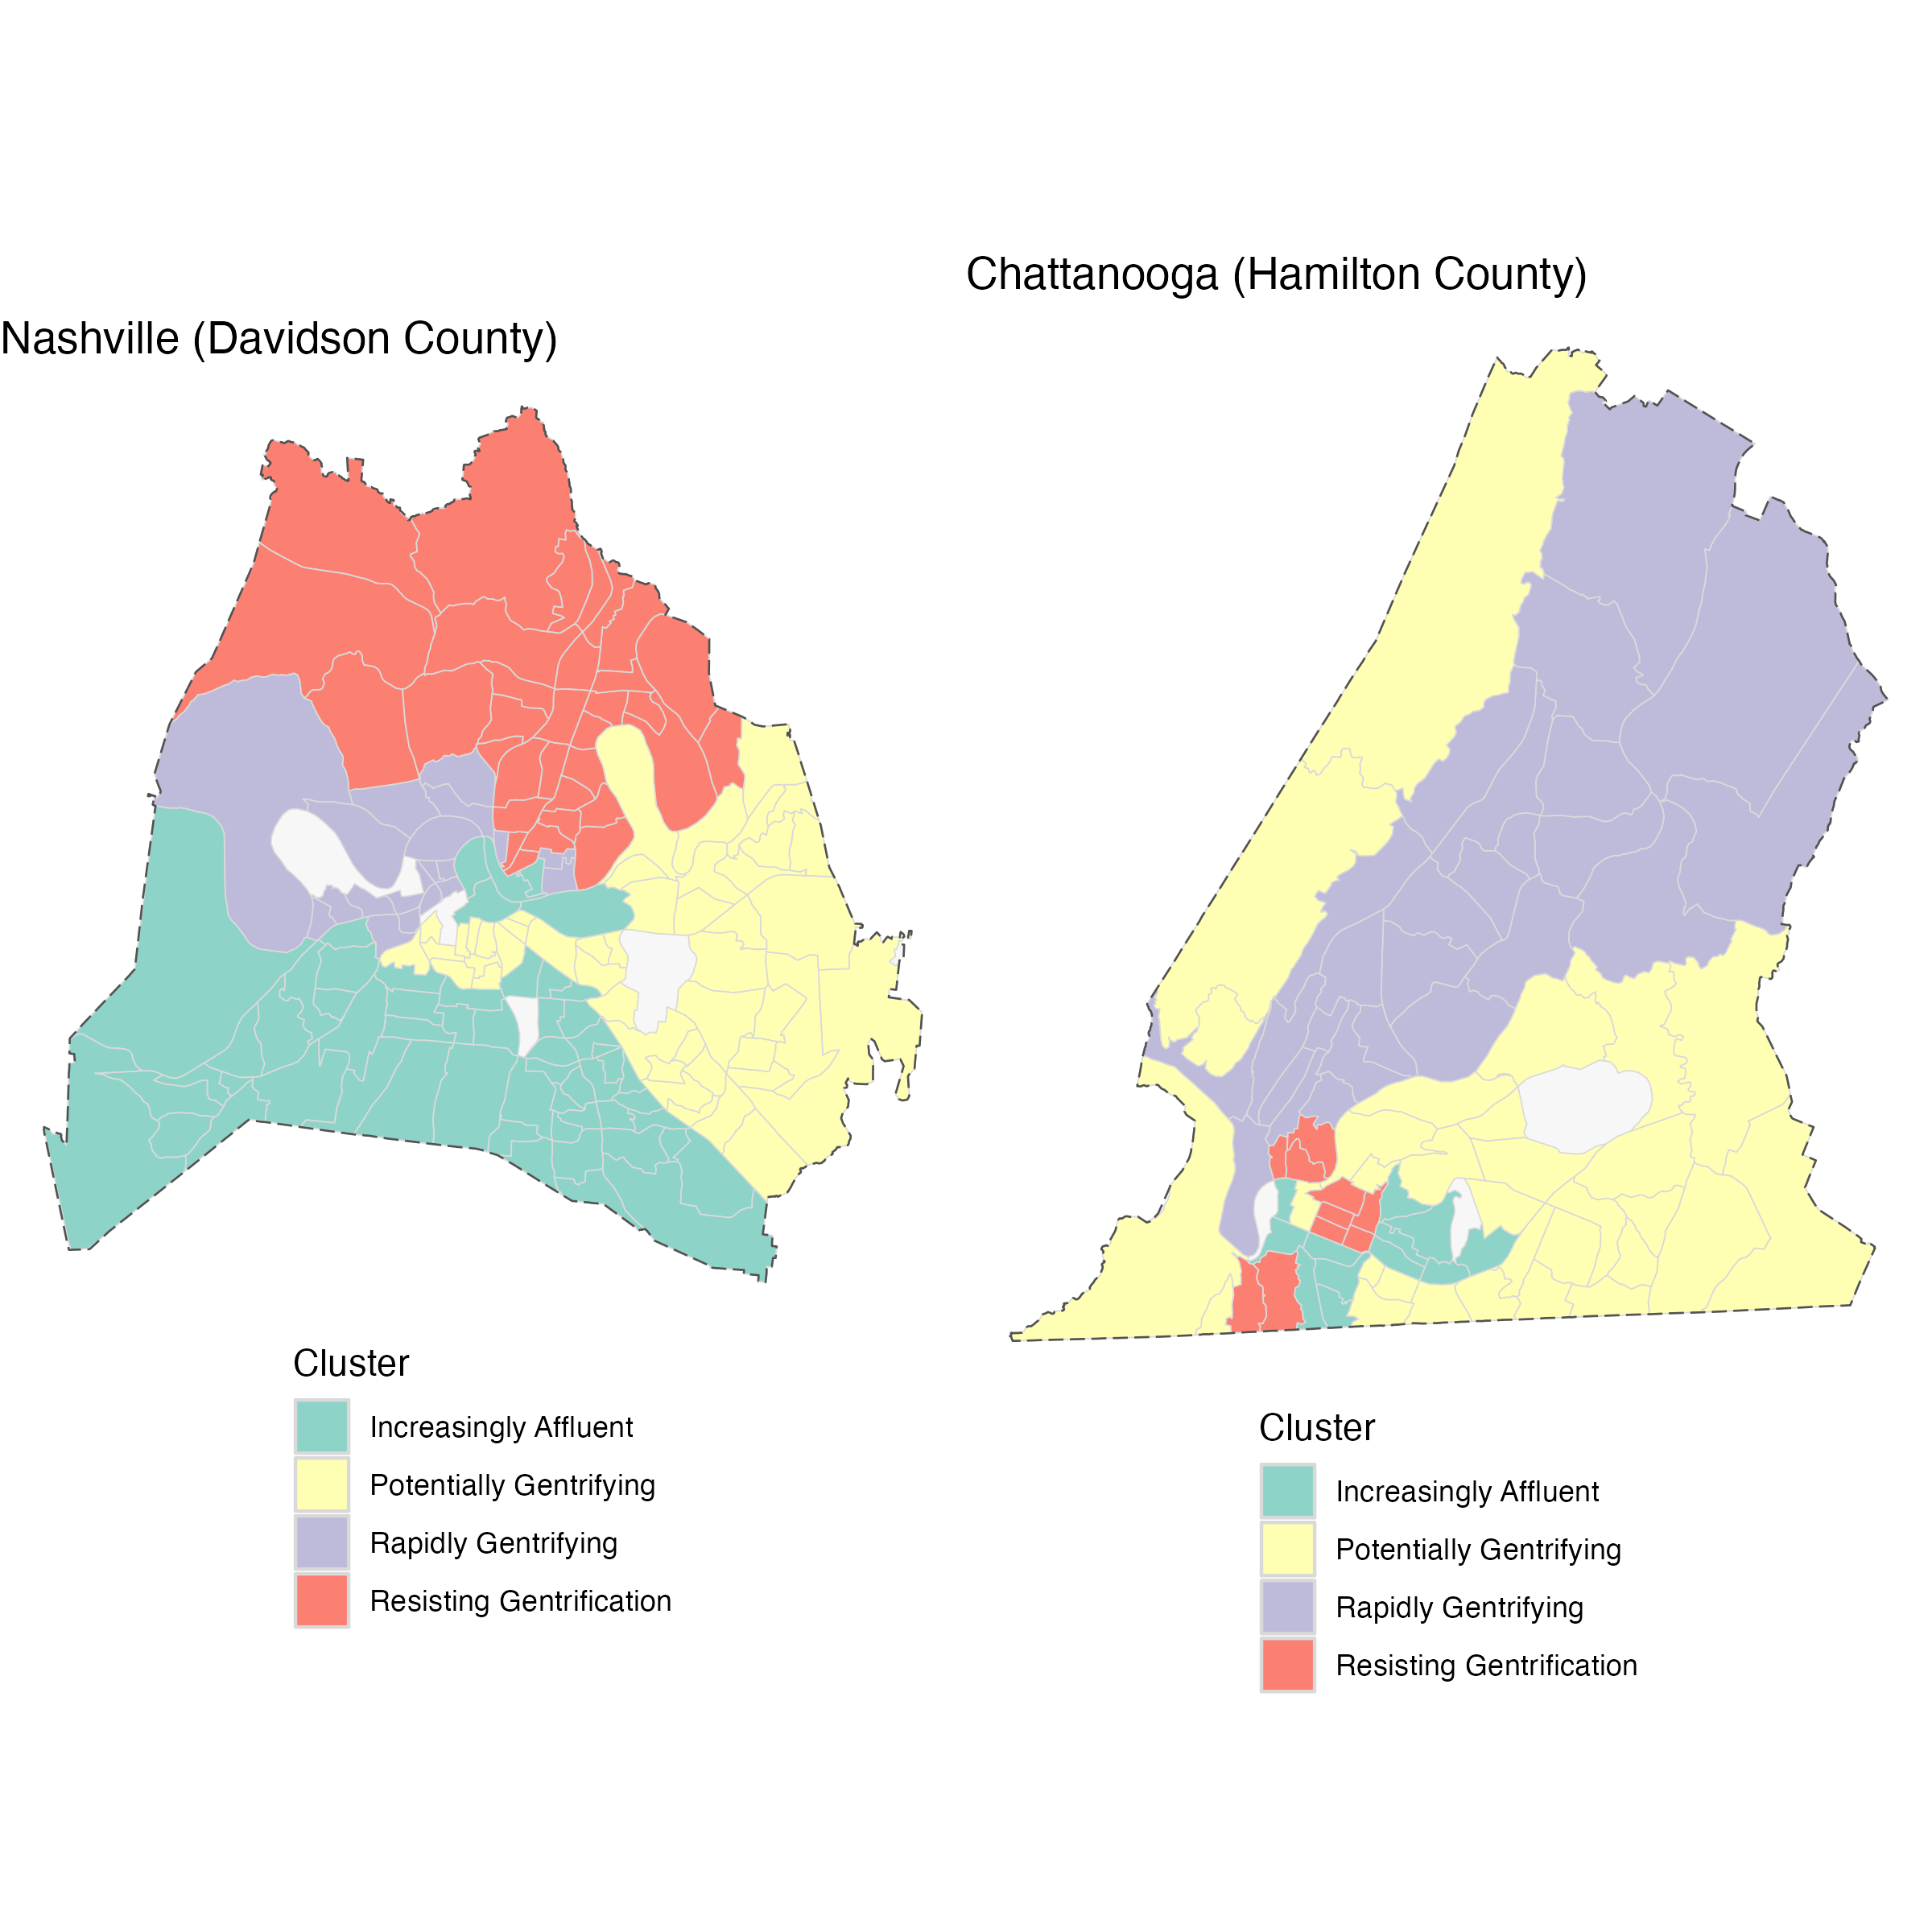 Nashville (Davidson County)
Cluster
Increasingly Affluent
Potentially Gentrifying
Rapidly Gentrifying
Resisting Gentrification
Chattanooga (Hamilton County)
Cluster
Increasingly Affluent
Potentially Gentrifying
Rapidly Gentrifying
Resisting Gentrification